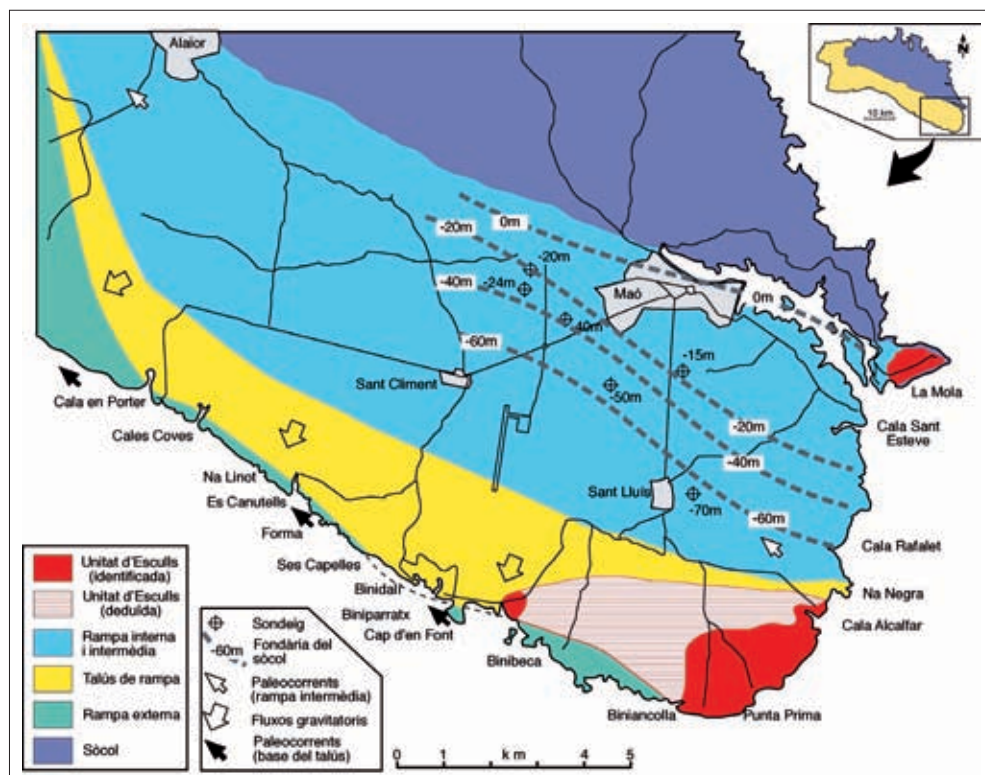 Alaior
N
10 km.
0m
-20m
-20m
-24m
-40m
-40m
Maó
0m
-60m
-15m
Sant Climent
-50m
La Mola
Cala en Porter
-20m
Cala Sant
Esteve
Cales Coves
-40m
Na Linot
Sant Lluís
Es Canutells
-70m
-60m
Forma
Cala Rafalet
Ses Capelles
Binidalí
Na Negra
Biniparratx
Cala Alcalfar
Cap d'en Font
Binibeca
Biniancolla
Punta Prima
Unitat d'Esculls
(identificada)
Unitat d'Esculls
(deduïda)
Rampa interna
i intermèdia
Talús de rampa
Rampa externa
Sòcol
Sondeig
-60m
Fondària del
sòcol
Paleocorrents
(rampa intermèdia)
Fluxos gravitatoris
Paleocorrents
(base del talús)
0 1 2 4 5
k m